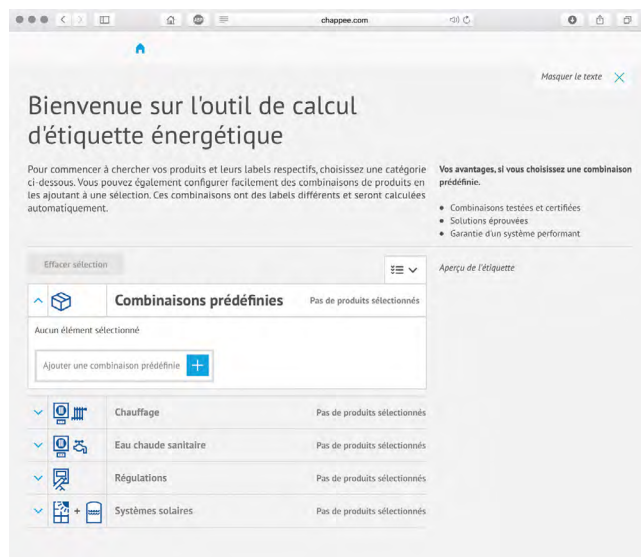 chappee.com
Masquer le texte
Bienvenue sur l'outil de calcul
d'étiquette énergétique
Pour commencer à chercher vos produits et leurs labels respectifs, choisissez une catégorie
ci-dessous. Vous pouvez également configurer facilement des combinaisons de produits en
les ajoutant à une sélection. Ces combinaisons ont des labels différents et seront calculées
automatiquement.
Vos avantages, si vous choisissez une combinaison
prédéfinie.
• Combinaisons testées et certifiées
• Solutions éprouvées
• Garantie d'un système performant
Effacer sélection
Aperçu de l'étiquette
Combinaisons prédéfinies
Pas de produits sélectionnés
Aucun élément sélectionné
Ajouter une combinaison prédéfinie
Chauffage
Pas de produits sélectionnés
Eau chaude sanitaire
Pas de produits sélectionnés
Régulations
Pas de produits sélectionnés
Systèmes solaires
Pas de produits sélectionnés